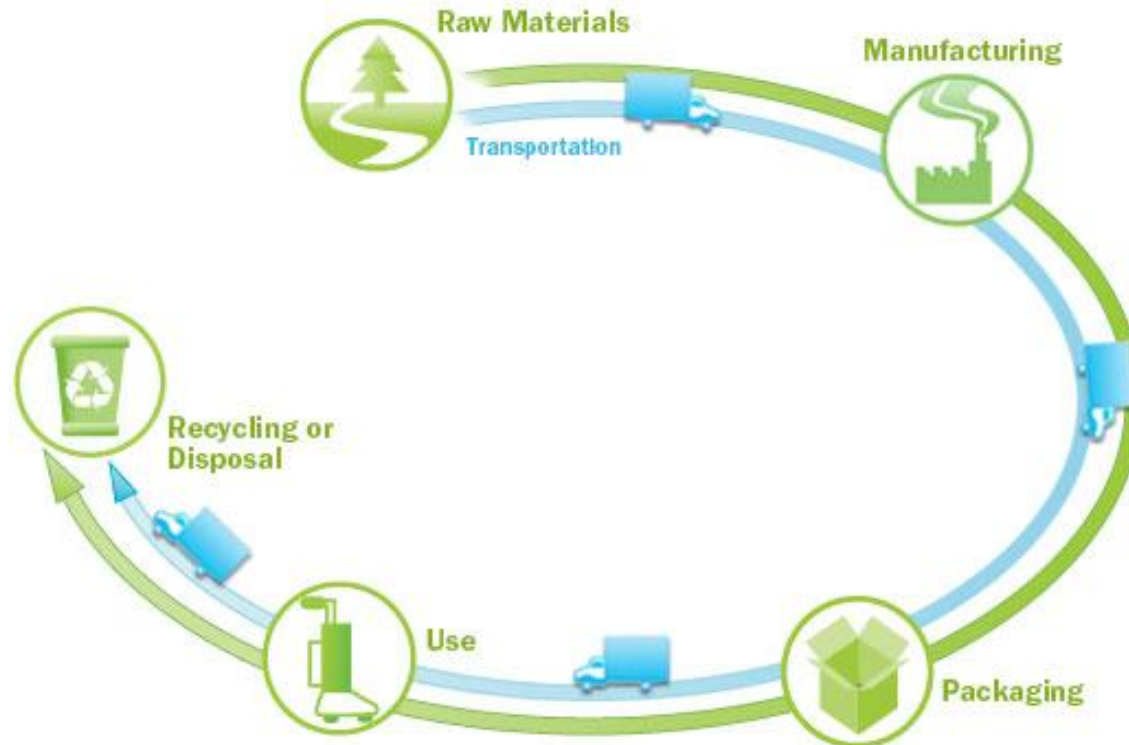 Raw Materials
Manufacturing
Transportation
Recycling or
Disposal
Use
Packaging